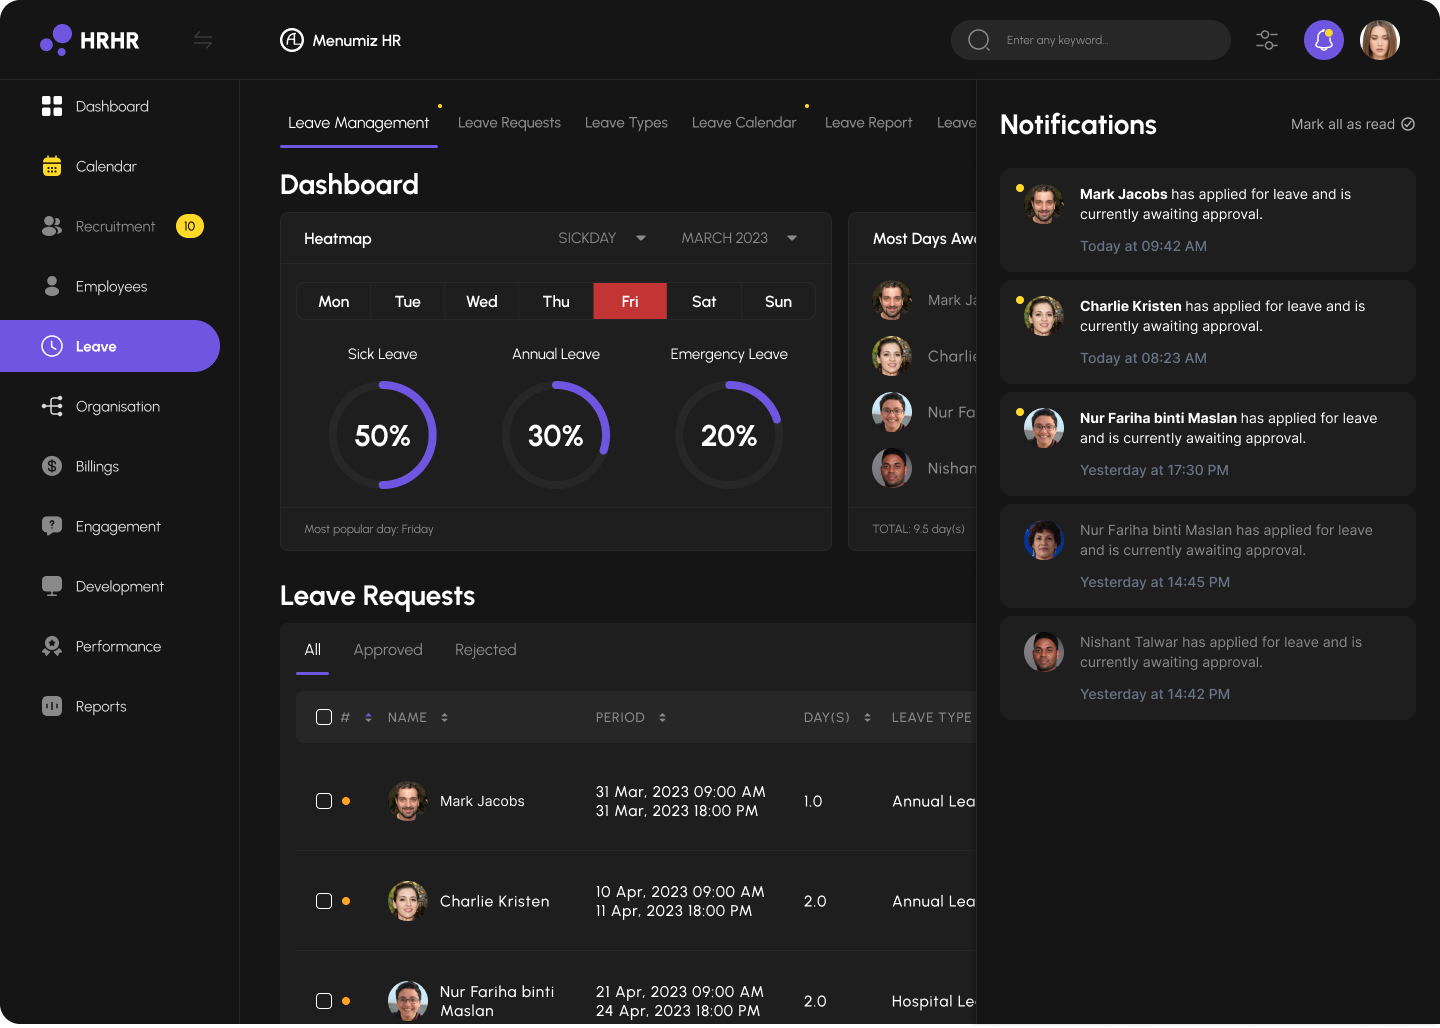 HRHR
Menumiz HR
Enter any keyword...
Dashboard
Calendar
Recruitment 10
Employees
Leave
Organisation
Billings
Engagement
Development
Performance
Reports
Leave Management Leave Requests Leave Types Leave Calendar Leave Report Leave
Dashboard
Heatmap SICKDAY MARCH 2023
Mon Tue Wed Thu Fri Sat Sun
Sick Leave Annual Leave Emergency Leave
50% 30% 20%
Most popular day: Friday
Most Days Awa
Mark Ja
Charlie
Nur Fa
Nishant
TOTAL: 9.5 day(s)
Leave Requests
All Approved Rejected
# NAME PERIOD DAY(S) LEAVE TYPE
Mark Jacobs
31 Mar, 2023 09:00 AM
31 Mar, 2023 18:00 PM
1.0
Annual Lea
Charlie Kristen
10 Apr, 2023 09:00 AM
11 Apr, 2023 18:00 PM
2.0
Annual Lea
Nur Fariha binti
Maslan
21 Apr, 2023 09:00 AM
24 Apr, 2023 18:00 PM
2.0
Hospital Le
Notifications
Mark all as read
Mark Jacobs has applied for leave and is
currently awaiting approval.
Today at 09:42 AM
Charlie Kristen has applied for leave and is
currently awaiting approval.
Today at 08:23 AM
Nur Fariha binti Maslan has applied for leave
and is currently awaiting approval.
Yesterday at 17:30 PM
Nur Fariha binti Maslan has applied for leave
and is currently awaiting approval.
Yesterday at 14:45 PM
Nishant Talwar has applied for leave and is
currently awaiting approval.
Yesterday at 14:42 PM